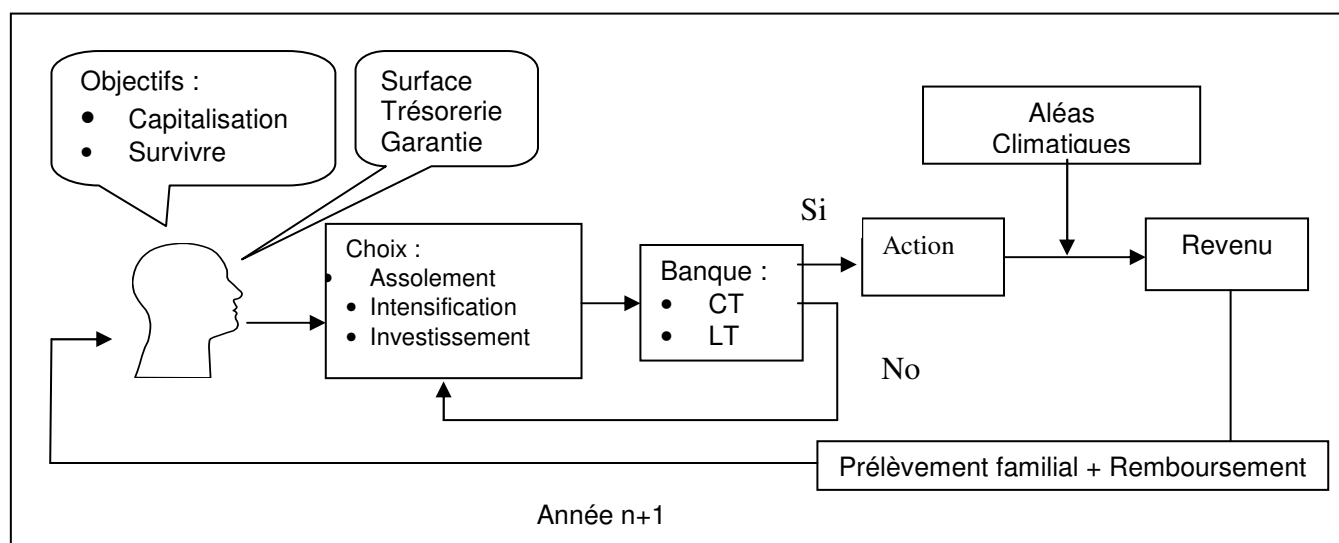 Objectifs :
• Capitalisation
• Survivre
Surface
Trésorerie
Garantie
Aléas
Climatiques
Choix :
• Assolement
• Intensification
• Investissement
Banque :
• CT
• LT
Si
No
Action
Revenu
Prélèvement familial + Remboursement
Année n+1